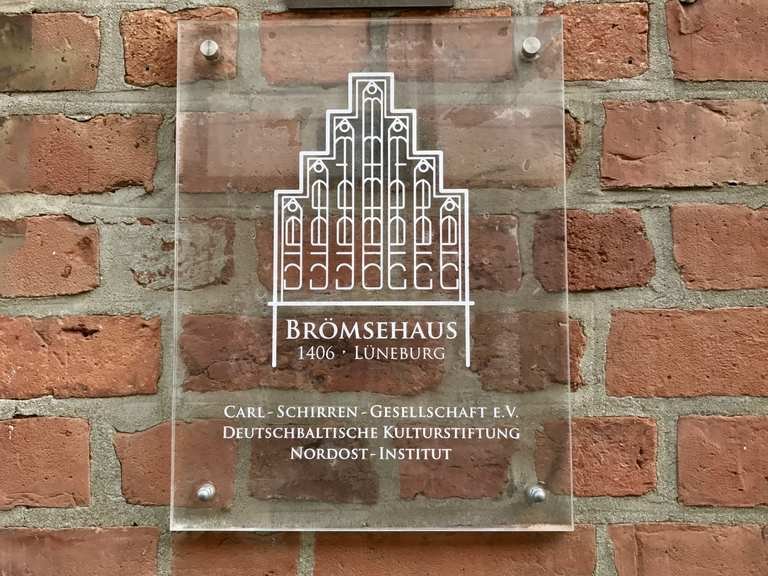 Brömsehaus
1406 · Lüneburg
Carl-Schirren-Gesellschaft e.V.
Deutschbaltische Kulturstiftung
Nordost-Institut